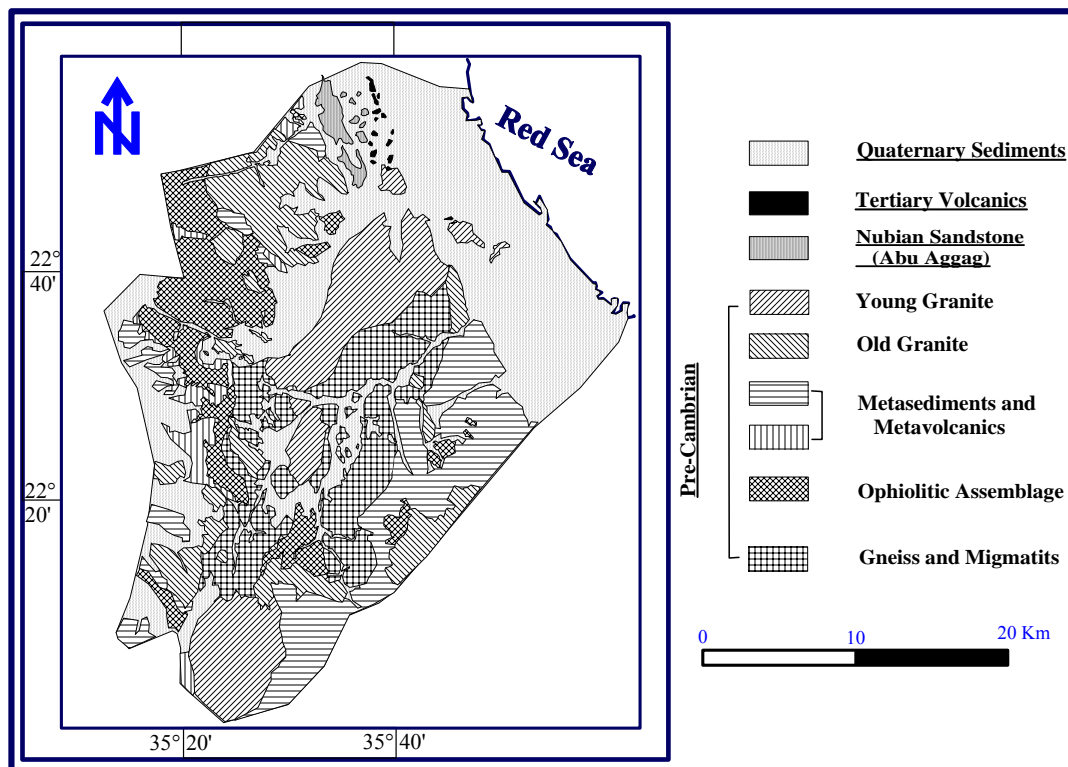 N
Red Sea
22°
40'
22°
20'
35° 20'
35° 40'
Quaternary Sediments
Tertiary Volcanics
Nubian Sandstone
(Abu Aggag)
Young Granite
Old Granite
Metasediments and
Metavolcanics
Ophiolitic Assemblage
Gneiss and Migmatits
Pre-Cambrian
0 10 20 Km